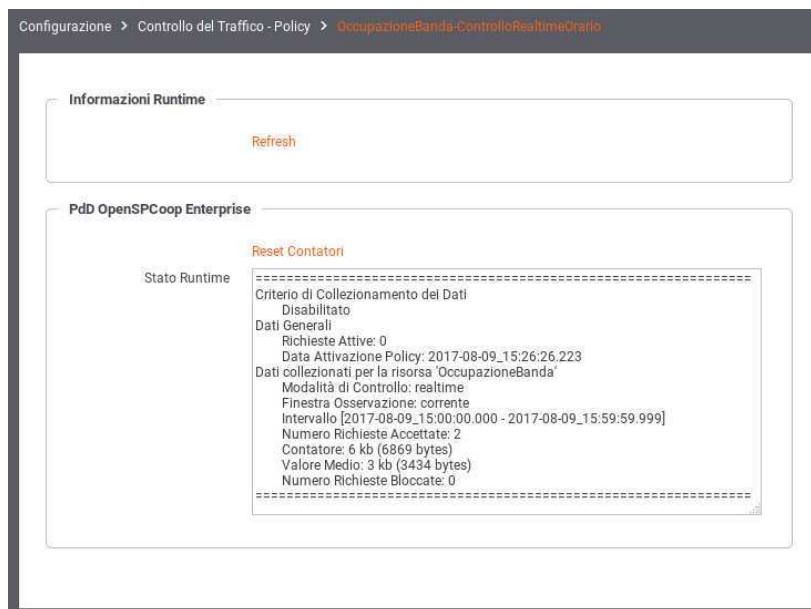 Configurazione > Controllo del Traffico - Policy > OccupazioneBanda-ControlloRealtimeOrario
Informazioni Runtime
Refresh
PdD OpenSPCoop Enterprise
Reset Contatori
Stato Runtime
================================================================
Criterio di Collezionamento dei Dati
Disabilitato
Dati Generali
Richieste Attive: 0
Data Attivazione Policy: 2017-08-09_15:26:26.223
Dati collezionati per la risorsa 'OccupazioneBanda'
Modalità di Controllo: realtime
Finestra Osservazione: corrente
Intervallo [2017-08-09_15:00:00.000 - 2017-08-09_15:59:59.999]
Numero Richieste Accettate: 2
Contatore: 6 kb (6869 bytes)
Valore Medio: 3 kb (3434 bytes)
Numero Richieste Bloccate: 0
================================================================